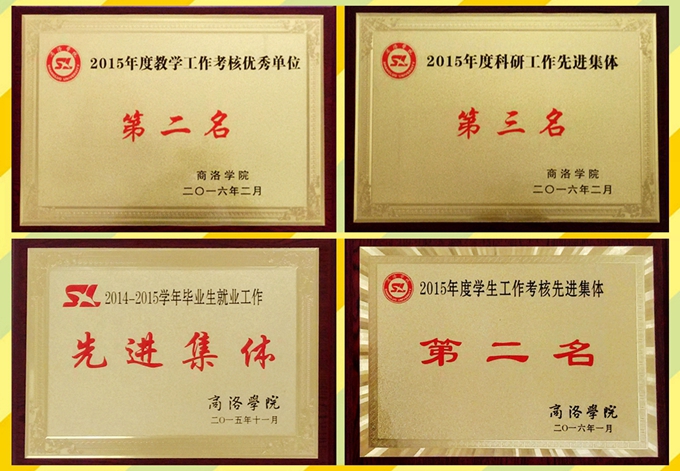 2015年度教学工作考核优秀单位
第二名
商洛学院
二〇一六年二月
2015年度科研工作先进集体
第三名
商洛学院
二〇一六年二月
2014-2015学年毕业生就业工作
先进集体
商洛學院
二〇一五年十一月
2015年度学生工作考核先进集体
第二名
商洛學院
二〇一六年一月